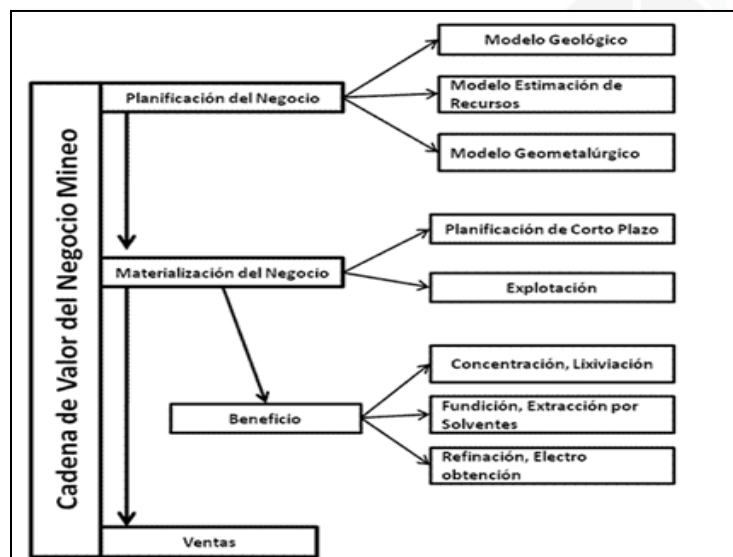 Cadena de Valor del Negocio Mineo
Planificación del Negocio
Modelo Geológico
Modelo Estimación de
Recursos
Modelo Geometalúrgico
Materialización del Negocio
Planificación de Corto Plazo
Explotación
Beneficio
Concentración, Lixiviación
Fundición, Extracción por
Solventes
Refinación, Electro
obtención
Ventas